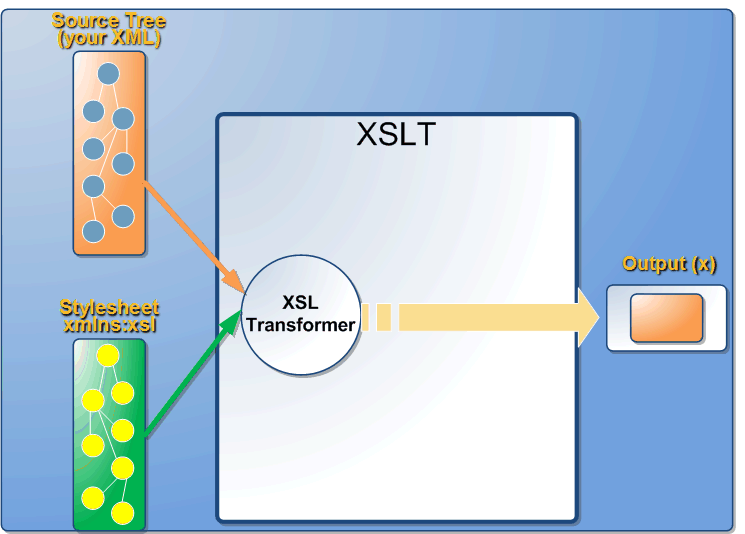 Source Tree
(your XML)
XSLT
XSL
Transformer
Output (x)
Stylesheet
xmlns:xsl